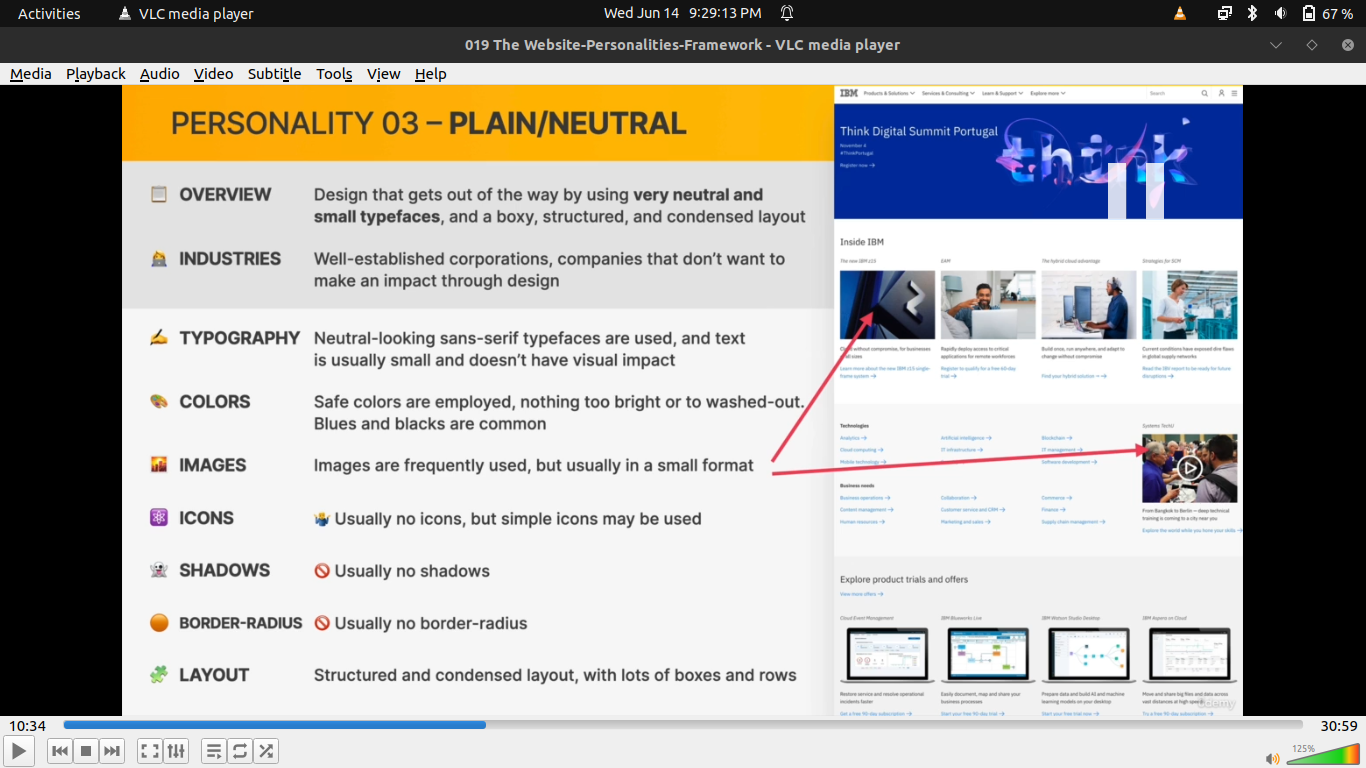 Activities
VLC media player
Wed Jun 14 9:29:13 PM
67 %
019 The Website-Personalities-Framework - VLC media player
Media Playback Audio Video Subtitle Tools View Help
PERSONALITY 03 – PLAIN/NEUTRAL
OVERVIEW
Design that gets out of the way by using very neutral and
small typefaces, and a boxy, structured, and condensed layout
INDUSTRIES
Well-established corporations, companies that don't want to
make an impact through design
TYPOGRAPHY
Neutral-looking sans-serif typefaces are used, and text
is usually small and doesn't have visual impact
COLORS
Safe colors are employed, nothing too bright or to washed-out.
Blues and blacks are common
IMAGES
Images are frequently used, but usually in a small format
ICONS
Usually no icons, but simple icons may be used
SHADOWS
Usually no shadows
BORDER-RADIUS
Usually no border-radius
LAYOUT
Structured and condensed layout, with lots of boxes and rows
IBM
Products & Solutions
Services & Consulting
Learn & Support
Explore more
Search
Think Digital Summit Portugal
November 4
#ThinkPortugal
Register now →
think
Inside IBM
The new IBM z15
EAM
The hybrid cloud advantage
Strategies for SCM
without compromise, for businesses
sizes
Learn more about the new IBM z15 single-
frame system →
Rapidly deploy access to critical
applications for remote workforces
Register to qualify for a free 60-day
trial →
Build once, run anywhere, and adapt to
change without compromise
Find your hybrid solution →
Current conditions have exposed dire flaws
in global supply networks
Read the IBV report to be ready for future
disruptions →
Technologies
Analytics →
Cloud computing →
Mobile technology →
Artificial intelligence →
IT infrastructure →
Blockchain →
IT management →
Software development →
Systems TechU
From Bangkok to Berlin — deep technical
training is coming to a city near you
Explore the world while you hone your skills →
Business needs
Business operations →
Content management →
Human resources →
Collaboration →
Customer service and CRM →
Marketing and sales →
Commerce →
Finance →
Supply chain management →
Explore product trials and offers
View more offers →
Cloud Event Management
IBM Blueworks Live
IBM Watson Studio Desktop
IBM Aspera on Cloud
Restore service and resolve operational
incidents faster
Get a free 90-day subscription →
Easily document, map and share your
business processes
Start your free 90-day trial →
Prepare data and build AI and machine
learning models on your desktop
Start your free trial now →
Move and share big files and data across
vast distances at high speed
Try a free 90-day subscription →
Udemy
10:34
30:59
125%